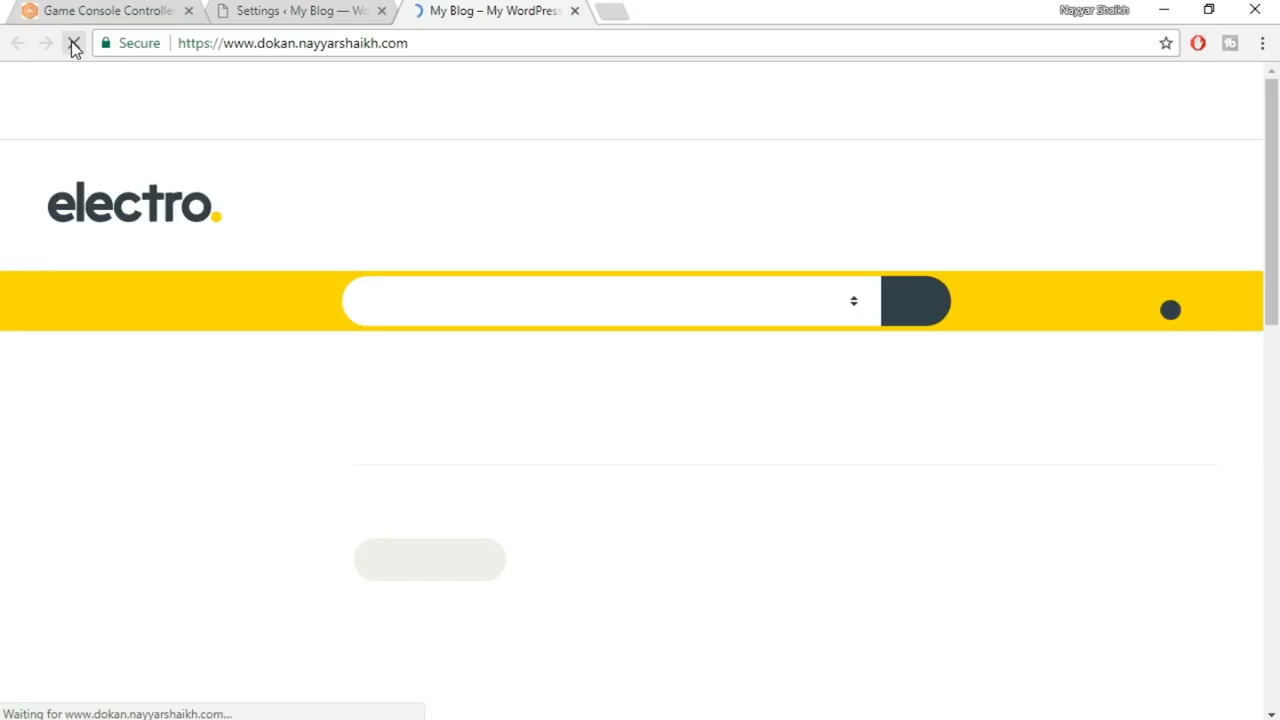 Game Console Controlle
Settings ‹ My Blog — Wo
My Blog – My WordPress
Nayyar Shaikh
Secure
https://www.dokan.nayyarshaikh.com
electro.
Waiting for www.dokan.nayyarshaikh.com...